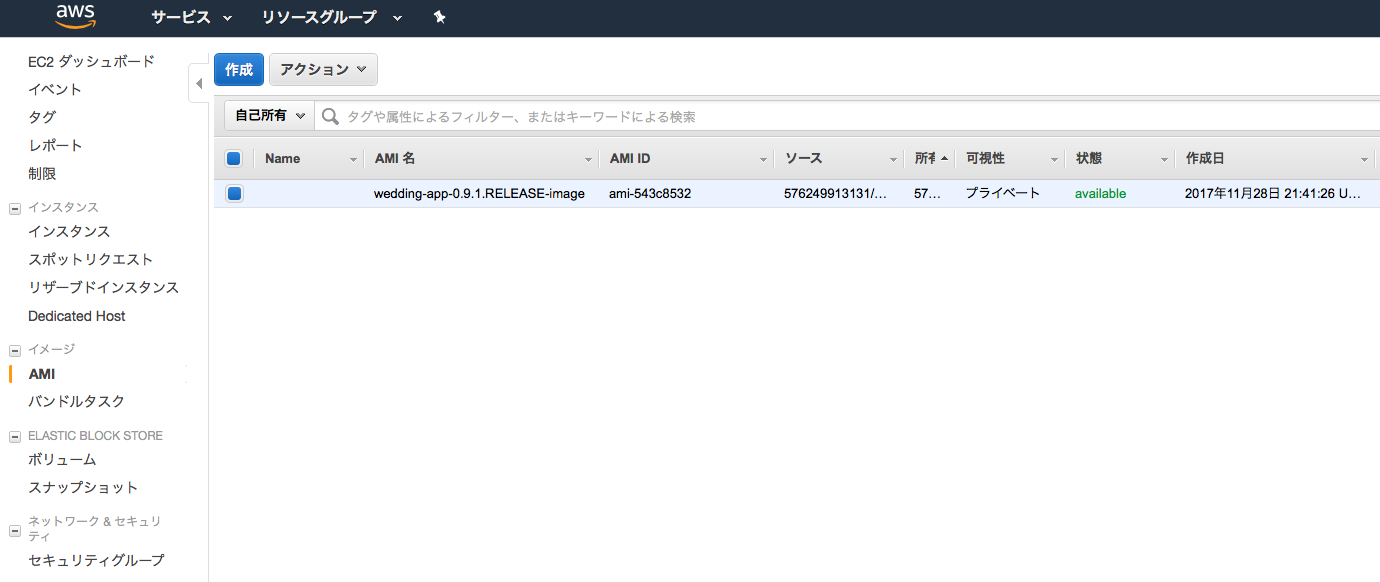 aws サービス リソースグループ
EC2 ダッシュボード
イベント
タグ
レポート
制限
インスタンス
インスタンス
スポットリクエスト
リザーブドインスタンス
Dedicated Host
イメージ
AMI
バンドルタスク
ELASTIC BLOCK STORE
ボリューム
スナップショット
ネットワーク & セキュリ
ティ
セキュリティグループ
作成 アクション
自己所有 タグや属性によるフィルター、またはキーワードによる検索
Name AMI 名 AMI ID ソース 所有 可視性 状態 作成日
wedding-app-0.9.1.RELEASE-image ami-543c8532 576249913131/... 57... プライベート available 2017年11月28日 21:41:26 U...